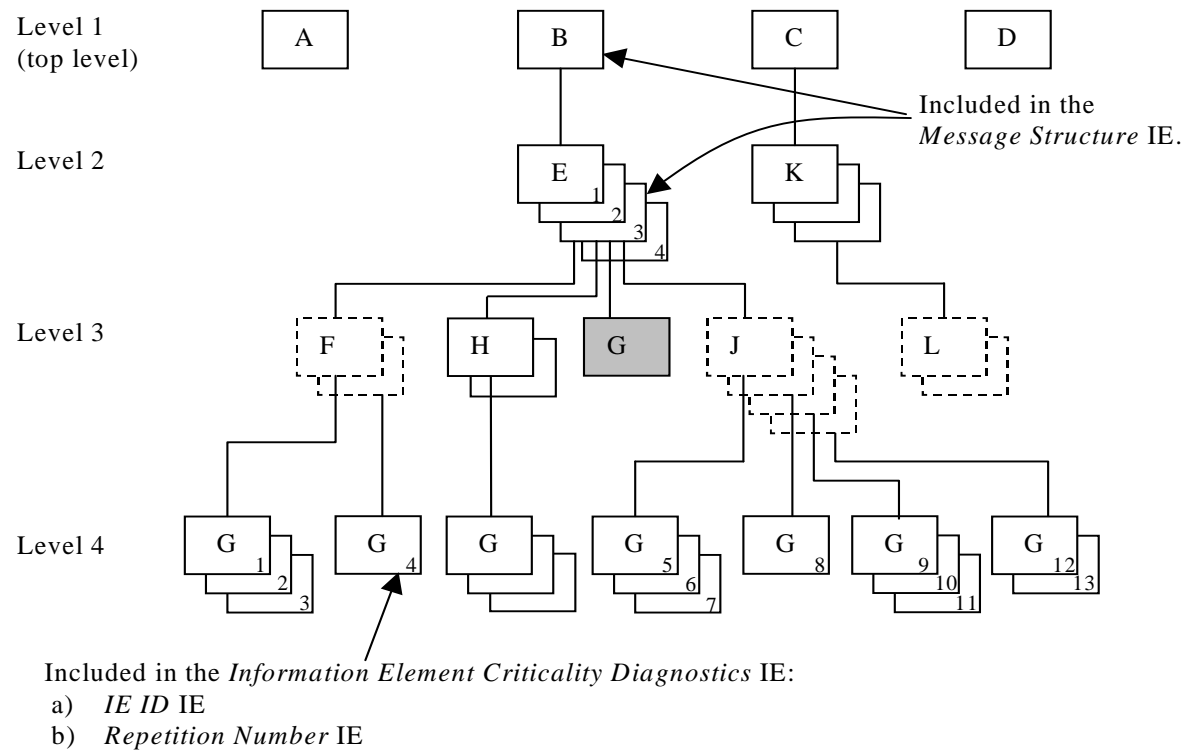 Level 1
(top level)
A
B
C
D
Included in the
Message Structure IE.
Level 2
E
1
2
3
4
K
Level 3
F
H
G
J
L
Level 4
G
1
2
3
G
4
G
G
5
6
7
G
8
G
9
10
11
G
12
13
Included in the Information Element Criticality Diagnostics IE:
a) IE ID IE
b) Repetition Number IE